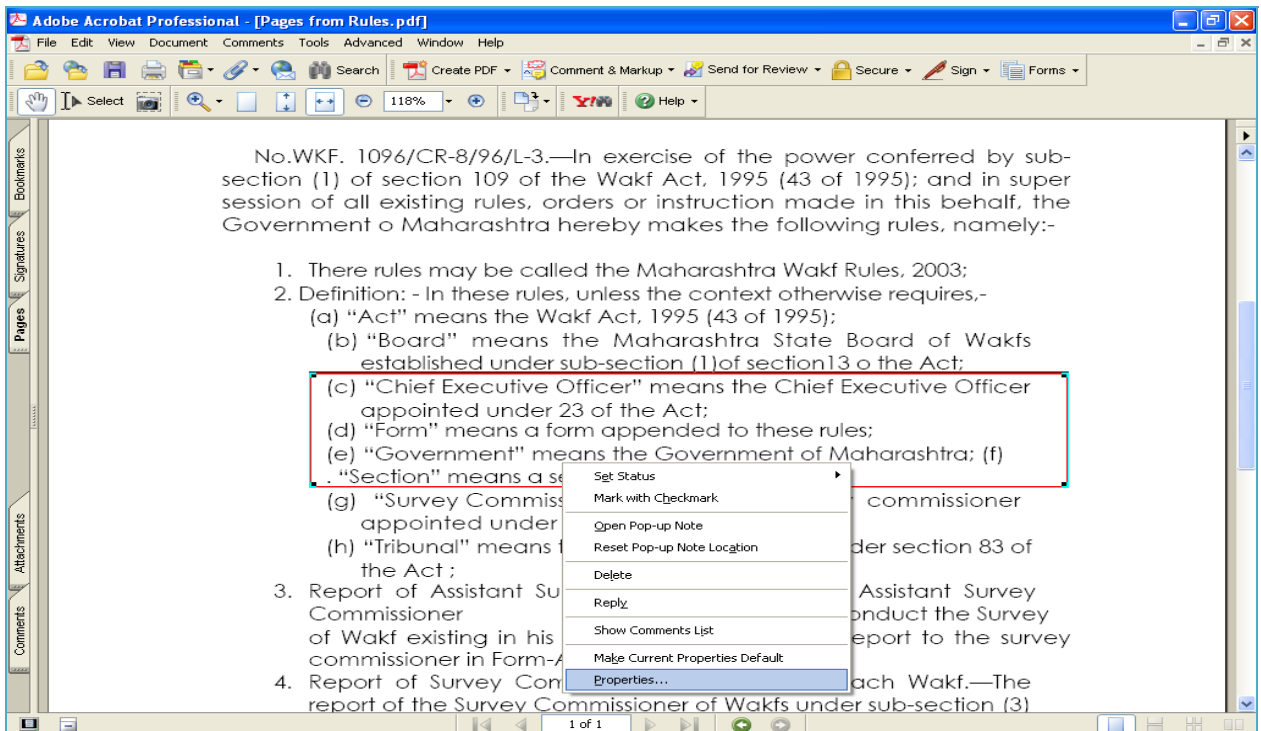 Adobe Acrobat Professional - [Pages from Rules.pdf]
File Edit View Document Comments Tools Advanced Window Help
Search Create PDF Comment & Markup Send for Review Secure Sign Forms
Select 118% Y! Help
Bookmarks
Signatures
Pages
Attachments
Comments
No.WKF. 1096/CR-8/96/L-3.—In exercise of the power conferred by sub-
section (1) of section 109 of the Wakf Act, 1995 (43 of 1995); and in super
session of all existing rules, orders or instruction made in this behalf, the
Government o Maharashtra hereby makes the following rules, namely:-
1. There rules may be called the Maharashtra Wakf Rules, 2003;
2. Definition: - In these rules, unless the context otherwise requires,-
(a) “Act” means the Wakf Act, 1995 (43 of 1995);
(b) “Board” means the Maharashtra State Board of Wakfs
established under sub-section (1)of section13 o the Act;
(c) “Chief Executive Officer” means the Chief Executive Officer
appointed under 23 of the Act;
(d) “Form” means a form appended to these rules;
(e) “Government” means the Government of Maharashtra; (f)
. “Section” means a se
(g) “Survey Commiss commissioner
appointed under
(h) “Tribunal” means t der section 83 of
the Act ;
3. Report of Assistant Su Assistant Survey
Commissioner onduct the Survey
of Wakf existing in his eport to the survey
commissioner in Form-A
4. Report of Survey Com ach Wakf.—The
report of the Survey Commissioner of Wakfs under sub-section (3)
Set Status
Mark with Checkmark
Open Pop-up Note
Reset Pop-up Note Location
Delete
Reply
Show Comments List
Make Current Properties Default
Properties...
1 of 1